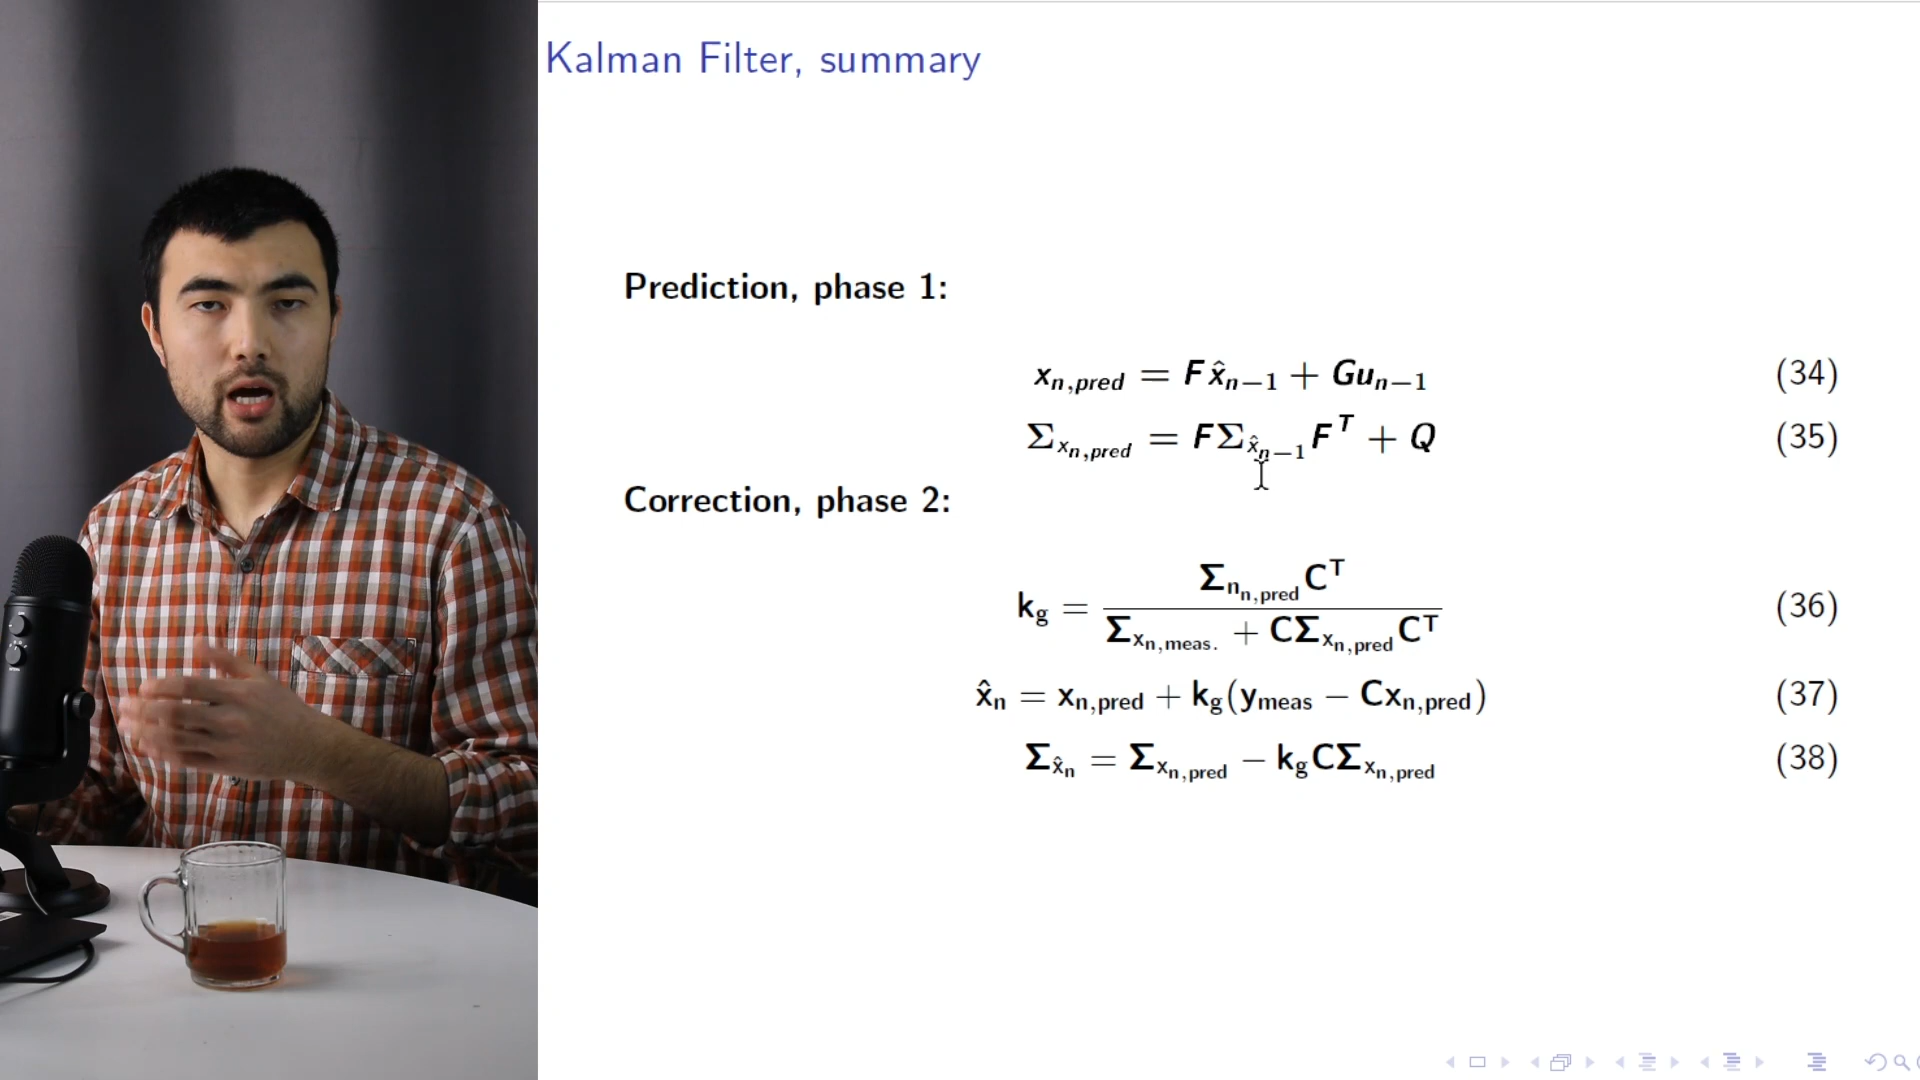 Kalman Filter, summary
Prediction, phase 1:
x_{n,pred} = F x̂_{n−1} + G u_{n−1} (34)
Σ_{x_{n,pred}} = F Σ_{x̂_{n−1}} F^T + Q (35)
Correction, phase 2:
k_g = \frac{Σ_{n_{n,pred}} C^T}{Σ_{x_{n,meas.}} + C Σ_{x_{n,pred}} C^T} (36)
x̂_n = x_{n,pred} + k_g(y_{meas} − C x_{n,pred}) (37)
Σ_{x̂_n} = Σ_{x_{n,pred}} − k_g C Σ_{x_{n,pred}} (38)